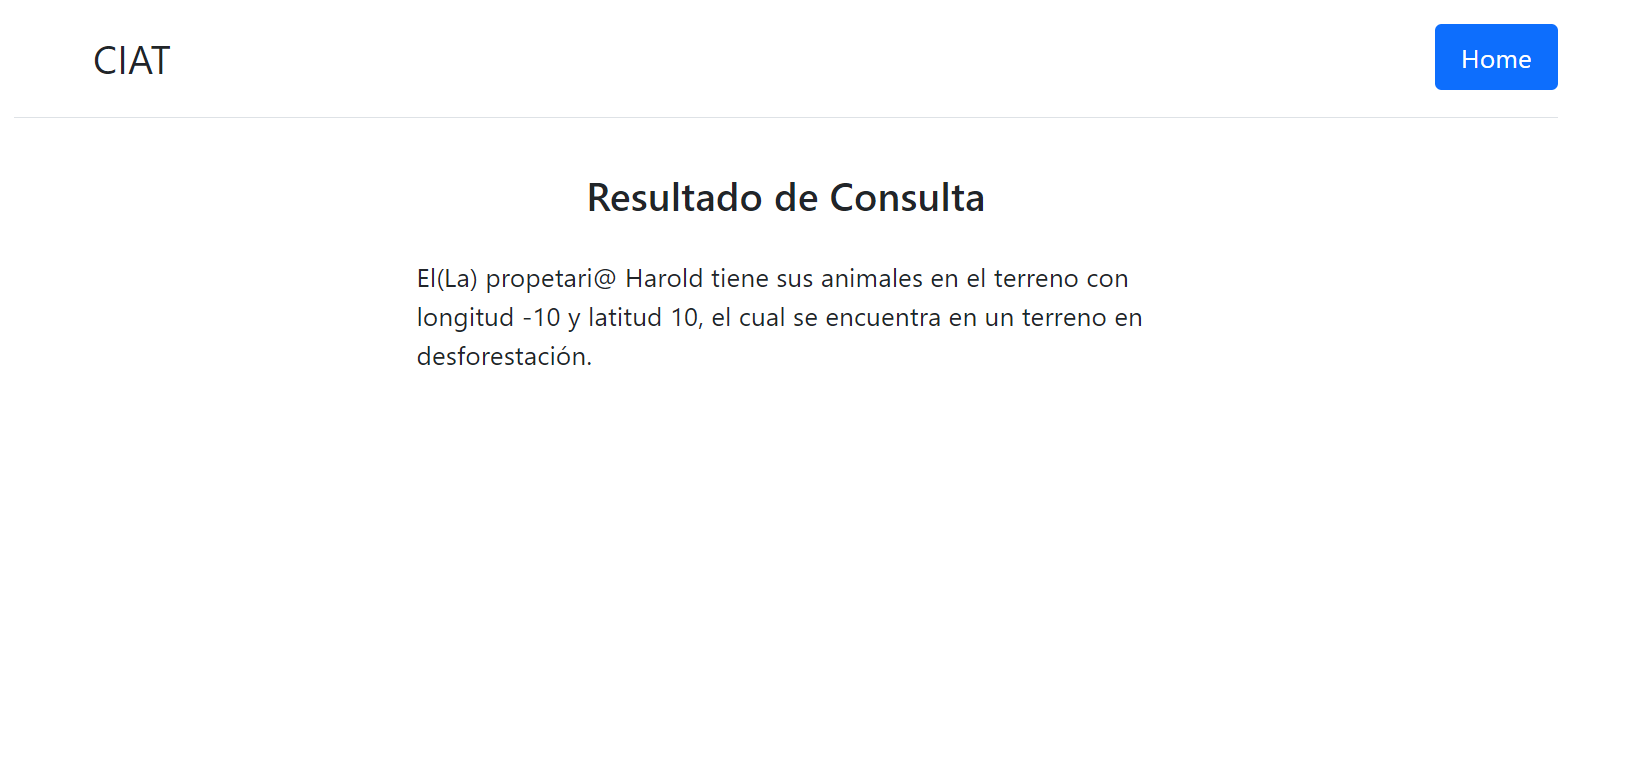 CIAT
Home
Resultado de Consulta
El(La) propetari@ Harold tiene sus animales en el terreno con
longitud -10 y latitud 10, el cual se encuentra en un terreno en
desforestación.